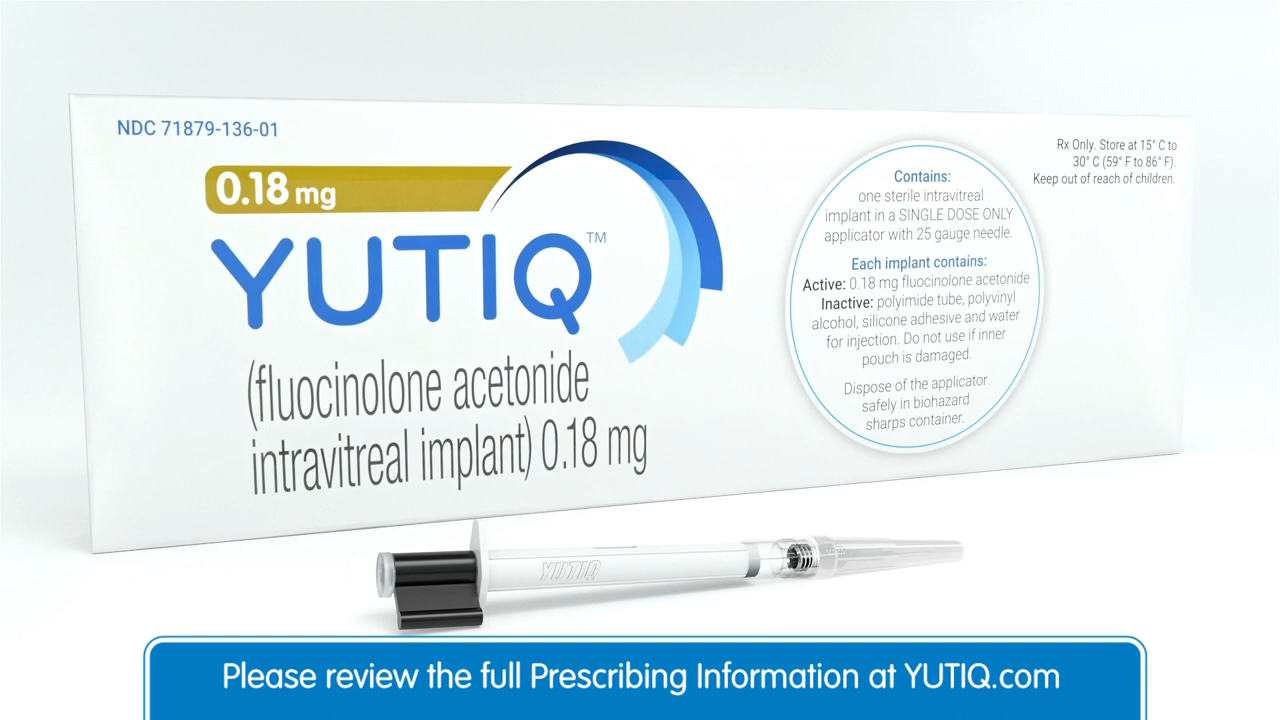 NDC 71879-136-01
0.18 mg
YUTIQ™
(fluocinolone acetonide
intravitreal implant) 0.18 mg
Contains:
one sterile intravitreal
implant in a SINGLE DOSE ONLY
applicator with 25 gauge needle.
Each implant contains:
Active: 0.18 mg fluocinolone acetonide
Inactive: polyimide tube, polyvinyl
alcohol, silicone adhesive and water
for injection. Do not use if inner
pouch is damaged.
Dispose of the applicator
safely in biohazard
sharps container.
Rx Only. Store at 15° C to
30° C (59° F to 86° F).
Keep out of reach of children.
YUTIQ
Please review the full Prescribing Information at YUTIQ.com